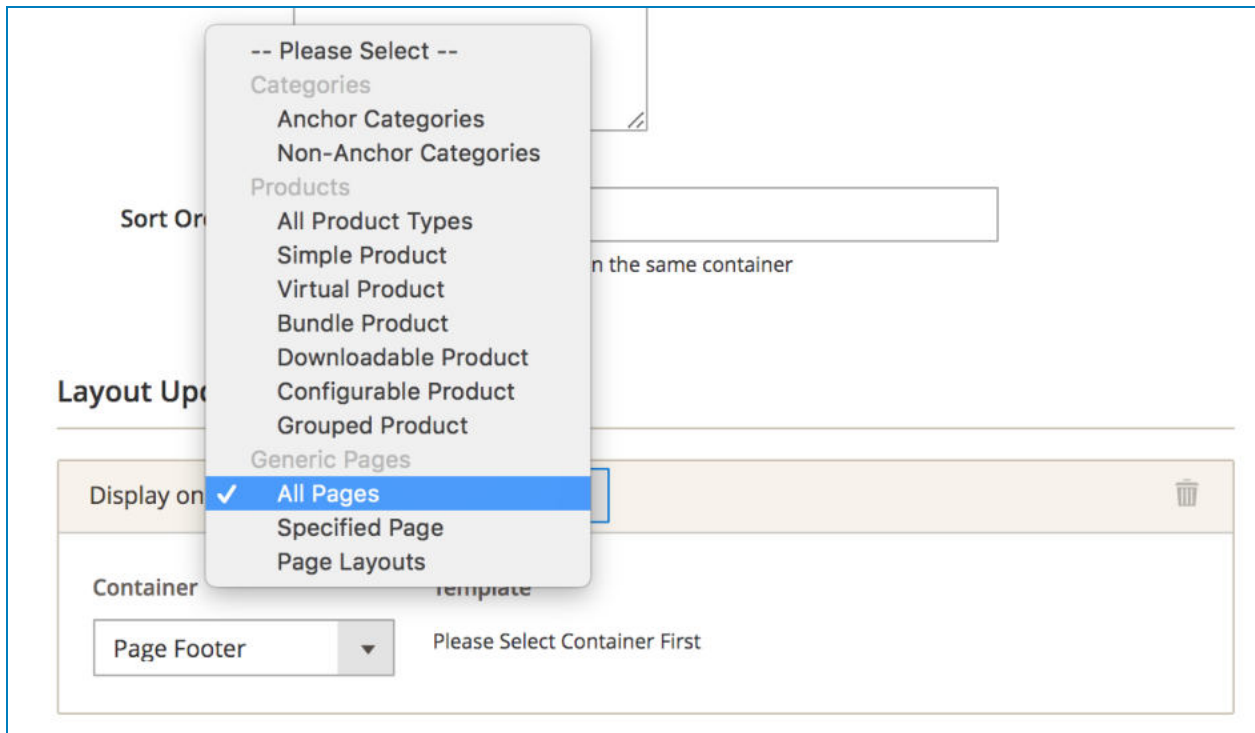 -- Please Select --
Categories
Anchor Categories
Non-Anchor Categories
Products
All Product Types
Sort Or
Simple Product
n the same container
Virtual Product
Bundle Product
Downloadable Product
Layout Up
Configurable Product
Grouped Product
Generic Pages
Display on ✓ All Pages
Specified Page
Page Layouts
Container Template
Page Footer Please Select Container First